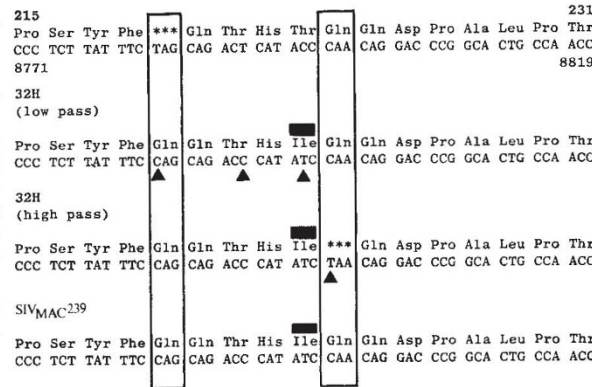 215 231
Pro Ser Tyr Phe *** Gln Thr His Thr Gln Gln Asp Pro Ala Leu Pro Thr
CCC TCT TAT TTC TAG CAG ACT CAT ACC CAA CAG GAC CCG GCA CTG CCA ACC
8771 8819
32H
(low pass)
Pro Ser Tyr Phe Gln Gln Thr His Ile Gln Gln Asp Pro Ala Leu Pro Thr
CCC TCT TAT TTC CAG CAG ACC CAT ATC CAA CAG GAC CCG GCA CTG CCA ACC
32H
(high pass)
Pro Ser Tyr Phe Gln Gln Thr His Ile *** Gln Asp Pro Ala Leu Pro Thr
CCC TCT TAT TTC CAG CAG ACC CAT ATC TAA CAG GAC CCG GCA CTG CCA ACC
SIVMAC239
Pro Ser Tyr Phe Gln Gln Thr His Ile Gln Gln Asp Pro Ala Leu Pro Thr
CCC TCT TAT TTC CAG CAG ACC CAT ATC CAA CAG GAC CCG GCA CTG CCA ACC